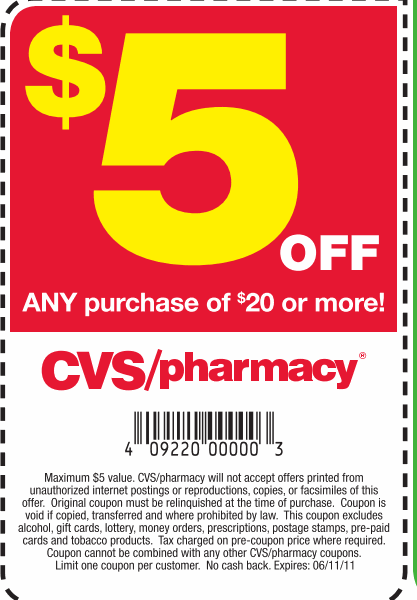 $5
OFF
ANY purchase of $20 or more!
CVS/pharmacy®
4 09220 00000 3
Maximum $5 value. CVS/pharmacy will not accept offers printed from
unauthorized internet postings or reproductions, copies, or facsimiles of this
offer. Original coupon must be relinquished at the time of purchase. Coupon is
void if copied, transferred and where prohibited by law. This coupon excludes
alcohol, gift cards, lottery, money orders, prescriptions, postage stamps, pre-paid
cards and tobacco products. Tax charged on pre-coupon price where required.
Coupon cannot be combined with any other CVS/pharmacy coupons.
Limit one coupon per customer. No cash back. Expires: 06/11/11